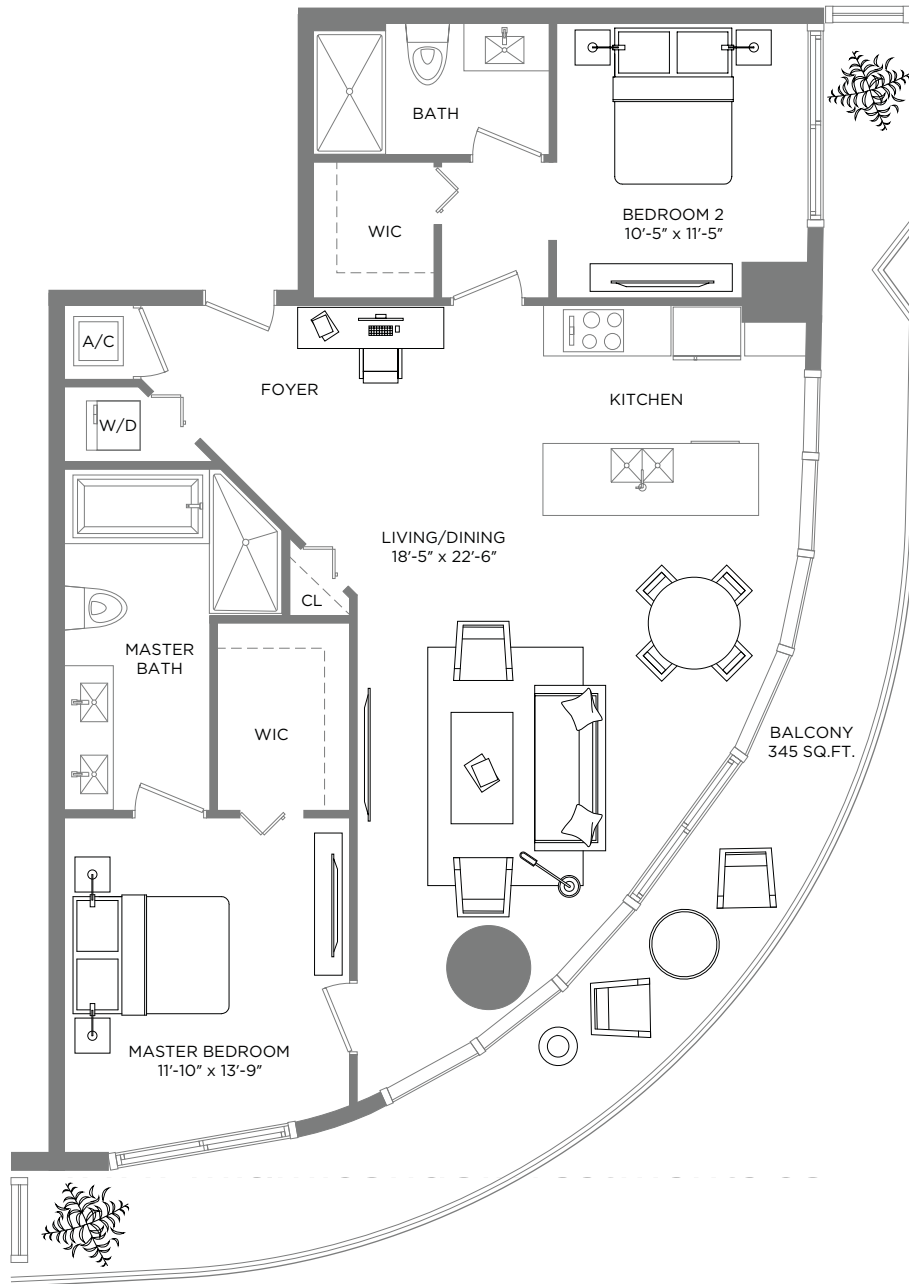 BATH
BEDROOM 2
10'-5" x 11'-5"
WIC
A/C
FOYER
KITCHEN
W/D
LIVING/DINING
18'-5" x 22'-6"
CL
MASTER
BATH
WIC
BALCONY
345 SQ.FT.
MASTER BEDROOM
11'-10" x 13'-9"